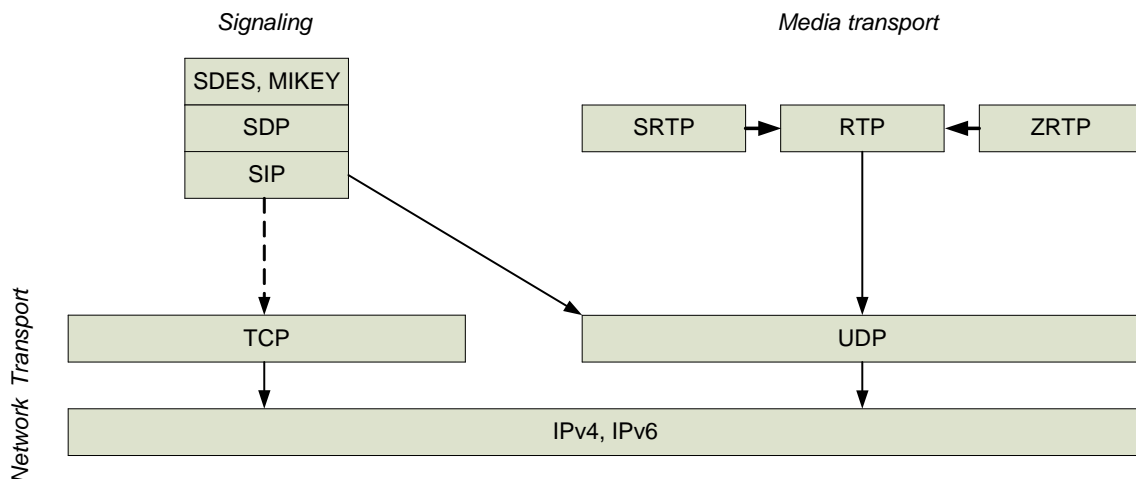 Signaling
Media transport
SDES, MIKEY
SDP
SIP
SRTP
RTP
ZRTP
TCP
UDP
IPv4, IPv6
Network Transport